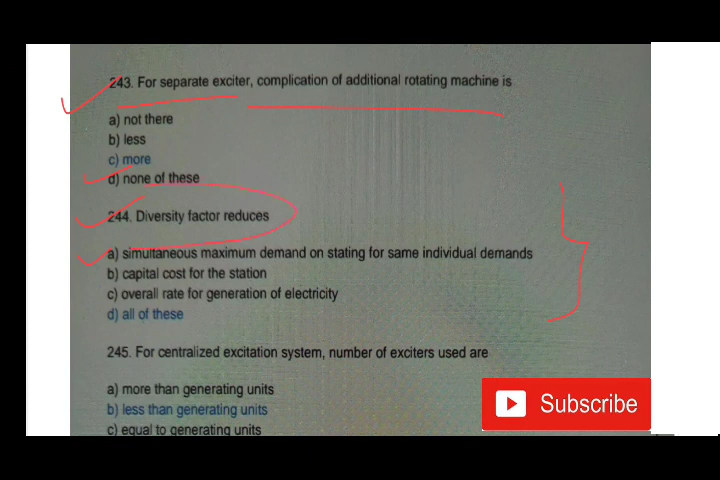 243. For separate exciter, complication of additional rotating machine is
a) not there
b) less
c) more
d) none of these
244. Diversity factor reduces
a) simultaneous maximum demand on stating for same individual demands
b) capital cost for the station
c) overall rate for generation of electricity
d) all of these
245. For centralized excitation system, number of exciters used are
a) more than generating units
b) less than generating units
c) equal to generating units
Subscribe